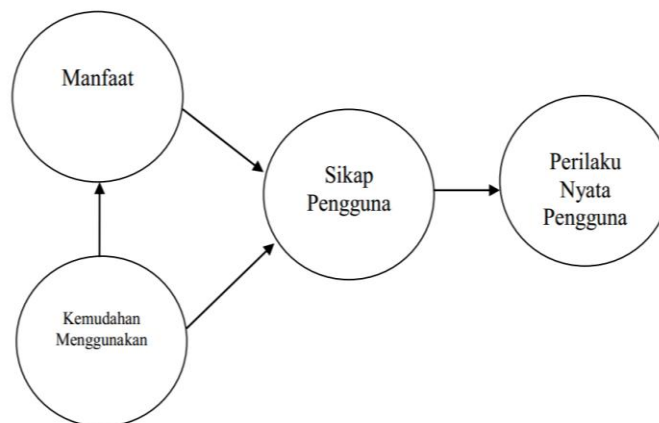 Manfaat
Sikap
Pengguna
Perilaku
Nyata
Pengguna
Kemudahan
Menggunakan